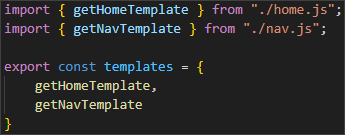 import { getHomeTemplate } from "./home.js";
import { getNavTemplate } from "./nav.js";
export const templates = {
getHomeTemplate,
getNavTemplate
}